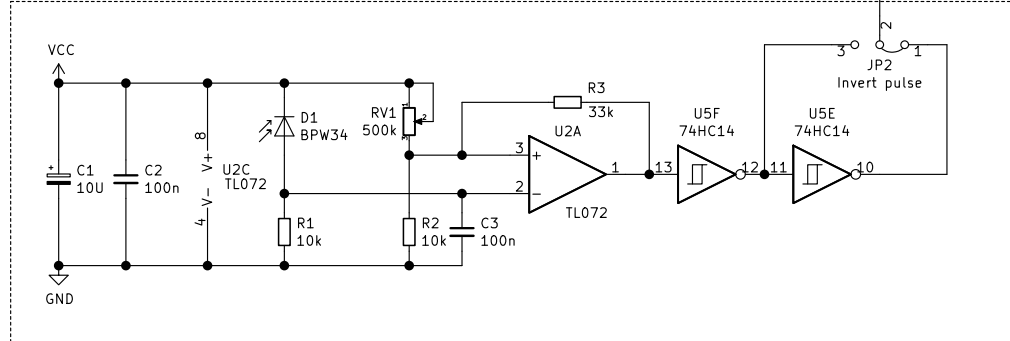 2
3
1
JP2
Invert pulse
VCC
R3
33k
D1
BPW34
RV1
500k
1
2
3
U2A
U5F
74HC14
U5E
74HC14
8
V+
3
+
C1
10U
+
C2
100n
U2C
TL072
1
13
12
11
10
2
−
V-
4
TL072
R1
10k
R2
10k
C3
100n
GND